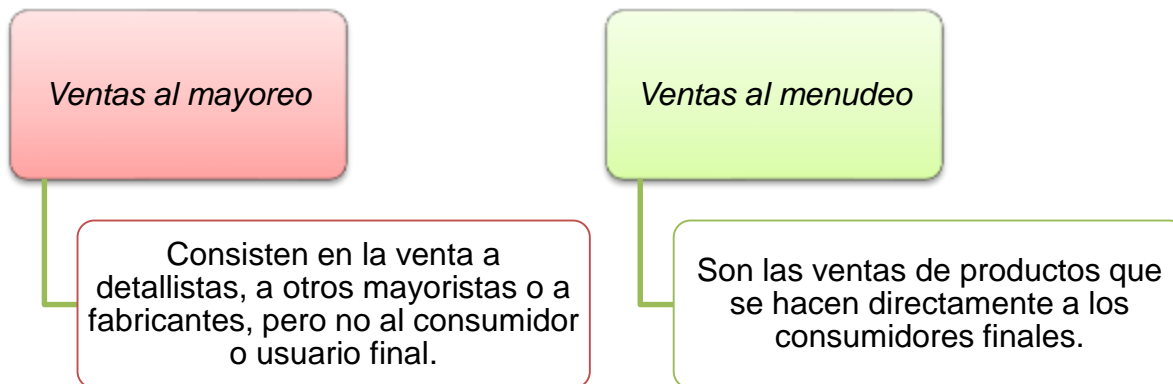 Ventas al mayoreo
Consisten en la venta a
detallistas, a otros mayoristas o a
fabricantes, pero no al consumidor
o usuario final.
Ventas al menudeo
Son las ventas de productos que
se hacen directamente a los
consumidores finales.